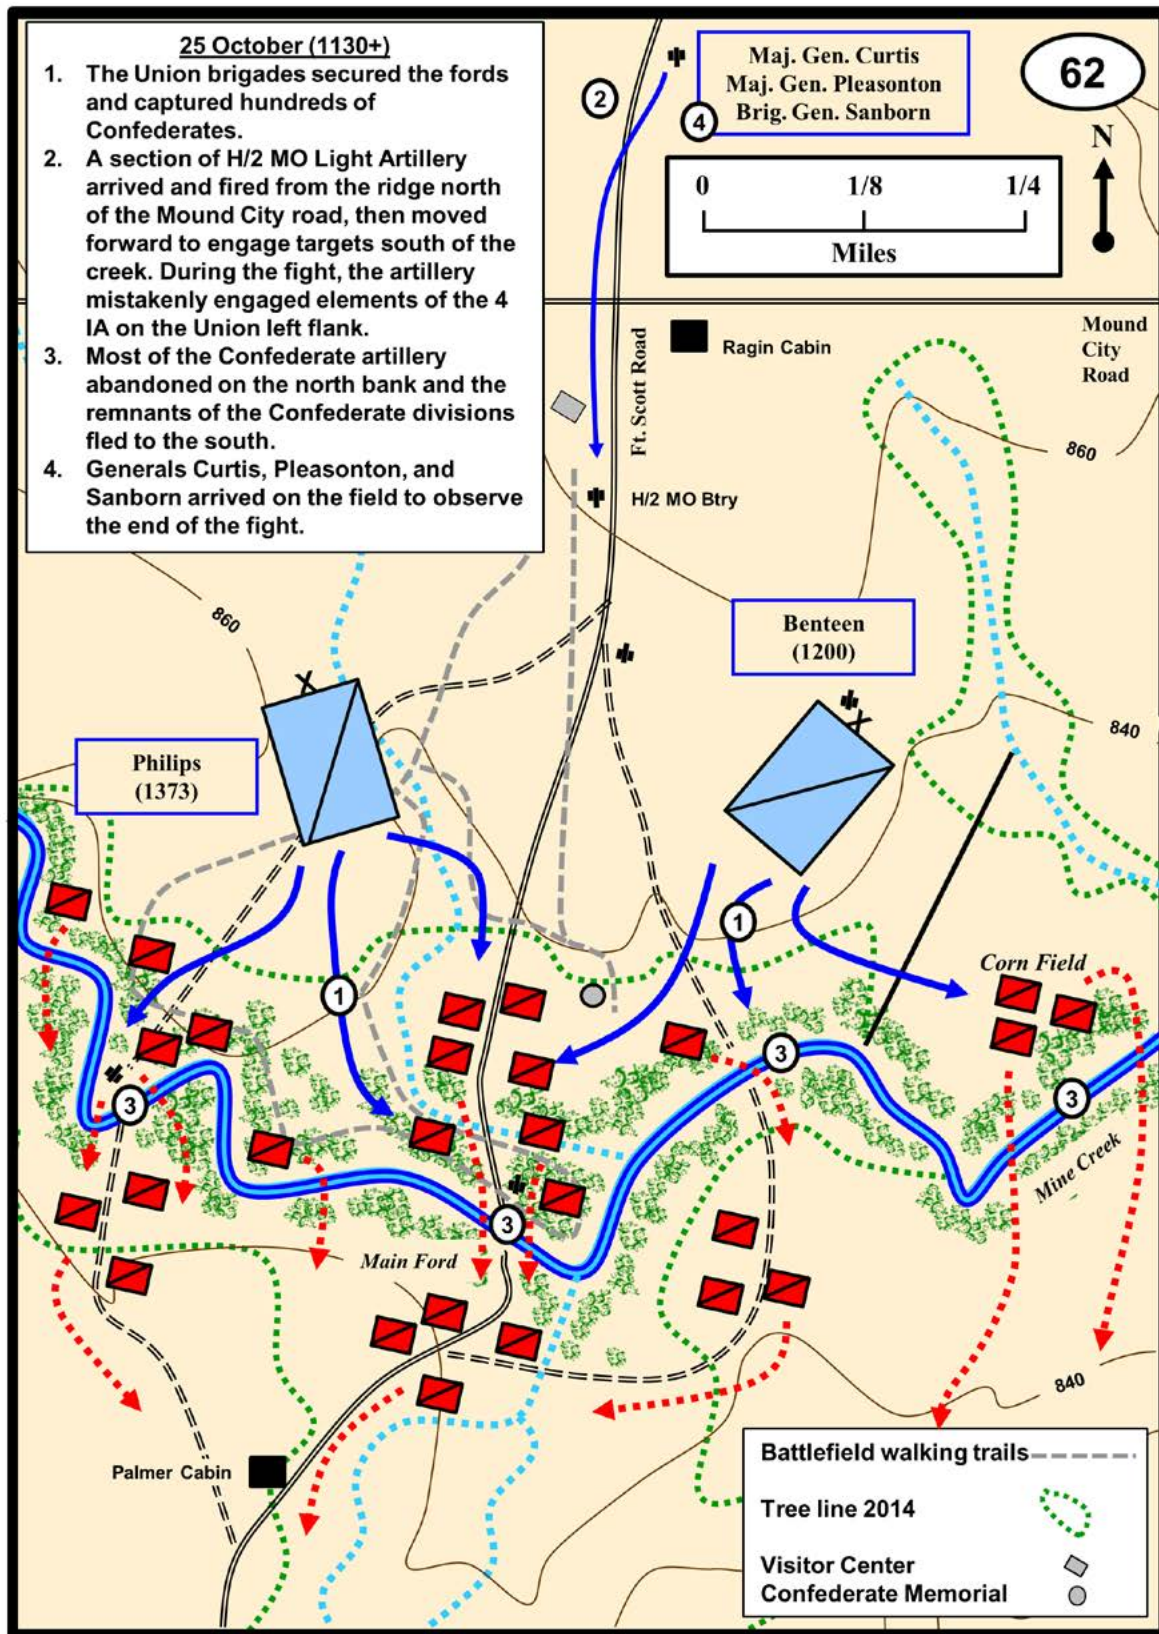 25 October (1130+)
1. The Union brigades secured the fords
and captured hundreds of
Confederates.
2. A section of H/2 MO Light Artillery
arrived and fired from the ridge north
of the Mound City road, then moved
forward to engage targets south of the
creek. During the fight, the artillery
mistakenly engaged elements of the 4
IA on the Union left flank.
3. Most of the Confederate artillery
abandoned on the north bank and the
remnants of the Confederate divisions
fled to the south.
4. Generals Curtis, Pleasonton, and
Sanborn arrived on the field to observe
the end of the fight.
2
Maj. Gen. Curtis
Maj. Gen. Pleasonton
Brig. Gen. Sanborn
4
62
N
0 1/8 1/4
Miles
Ft. Scott Road
Ragin Cabin
Mound
City
Road
860
H/2 MO Btry
860
Benteen
(1200)
840
Philips
(1373)
X
X
1
1
Corn Field
3
3
3
Mine Creek
3
Main Ford
840
Palmer Cabin
Battlefield walking trails
Tree line 2014
Visitor Center
Confederate Memorial